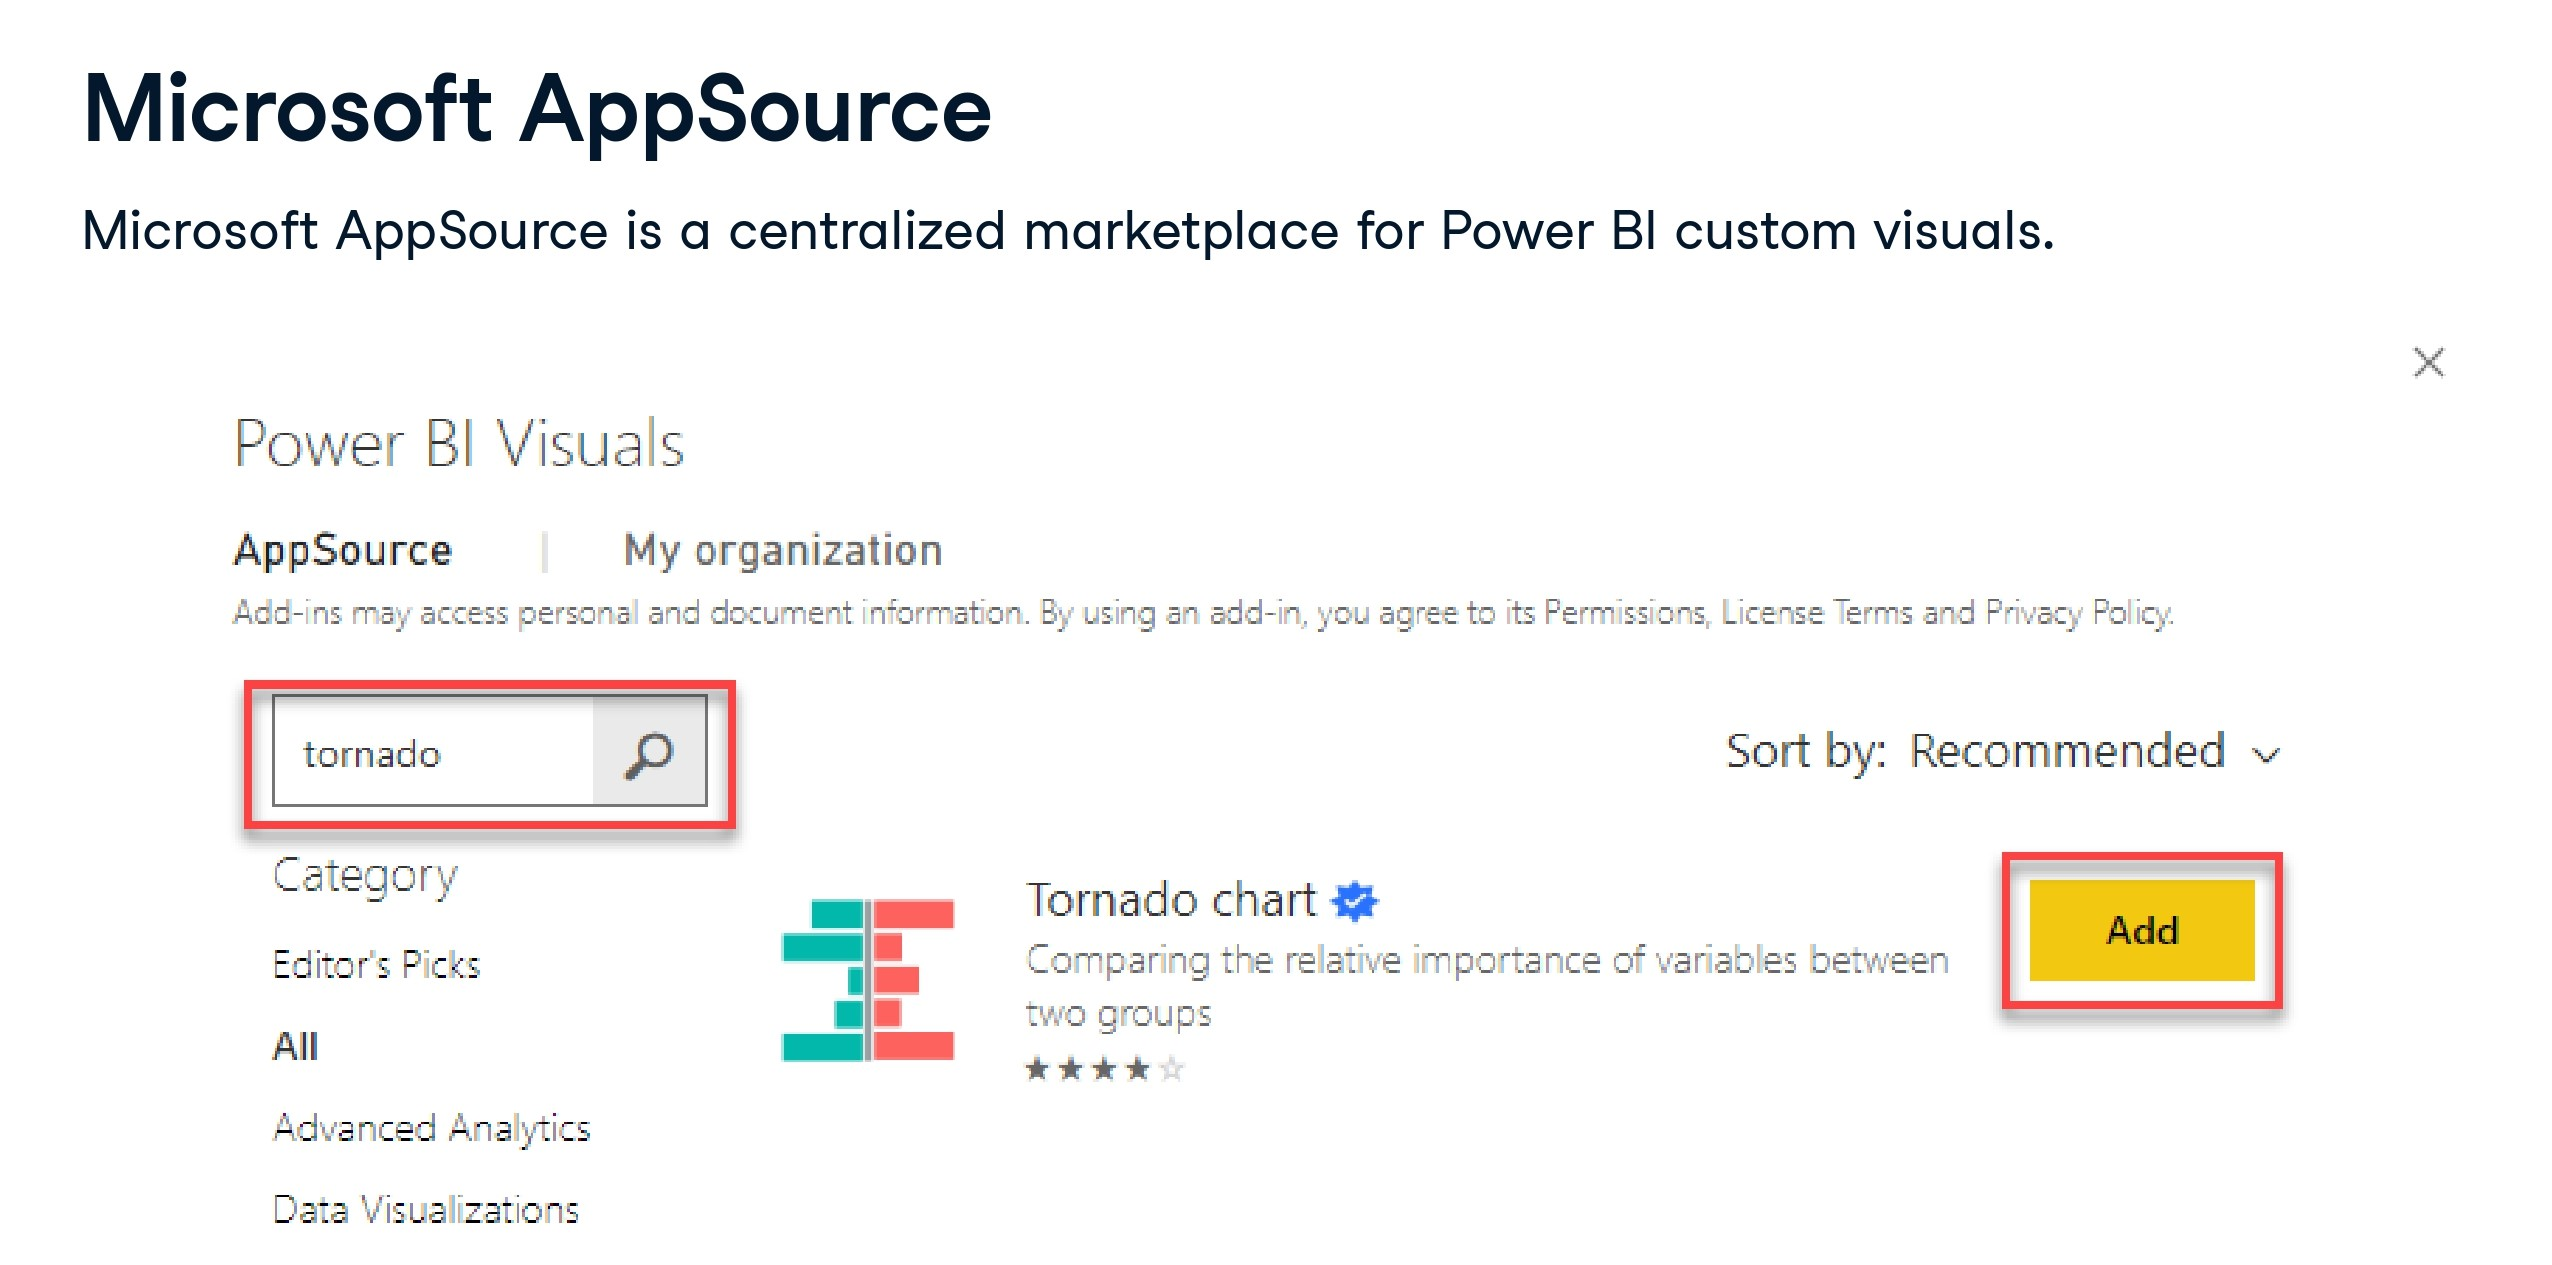 Microsoft AppSource
Microsoft AppSource is a centralized marketplace for Power BI custom visuals.
Power BI Visuals
AppSource | My organization
Add-ins may access personal and document information. By using an add-in, you agree to its Permissions, License Terms and Privacy Policy.
tornado
Sort by: Recommended
Category
Editor's Picks
All
Advanced Analytics
Data Visualizations
Tornado chart
Comparing the relative importance of variables between
two groups
Add